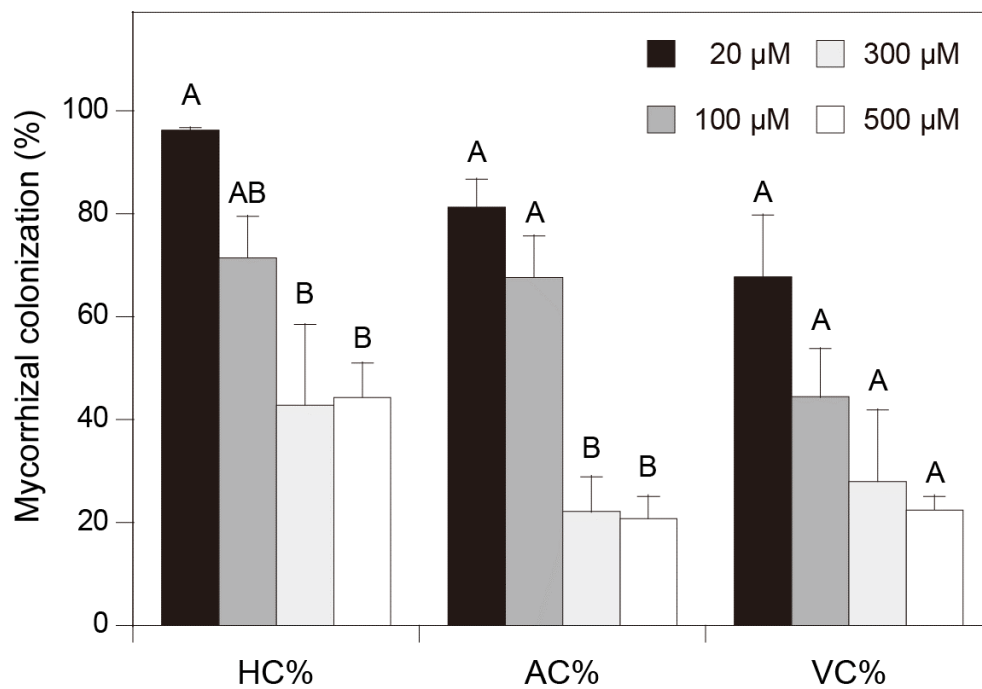 Mycorrhizal colonization (%)
100
80
60
40
20
0
20 µM
300 µM
100 µM
500 µM
A
AB
B
B
A
A
B
B
A
A
A
A
HC%
AC%
VC%